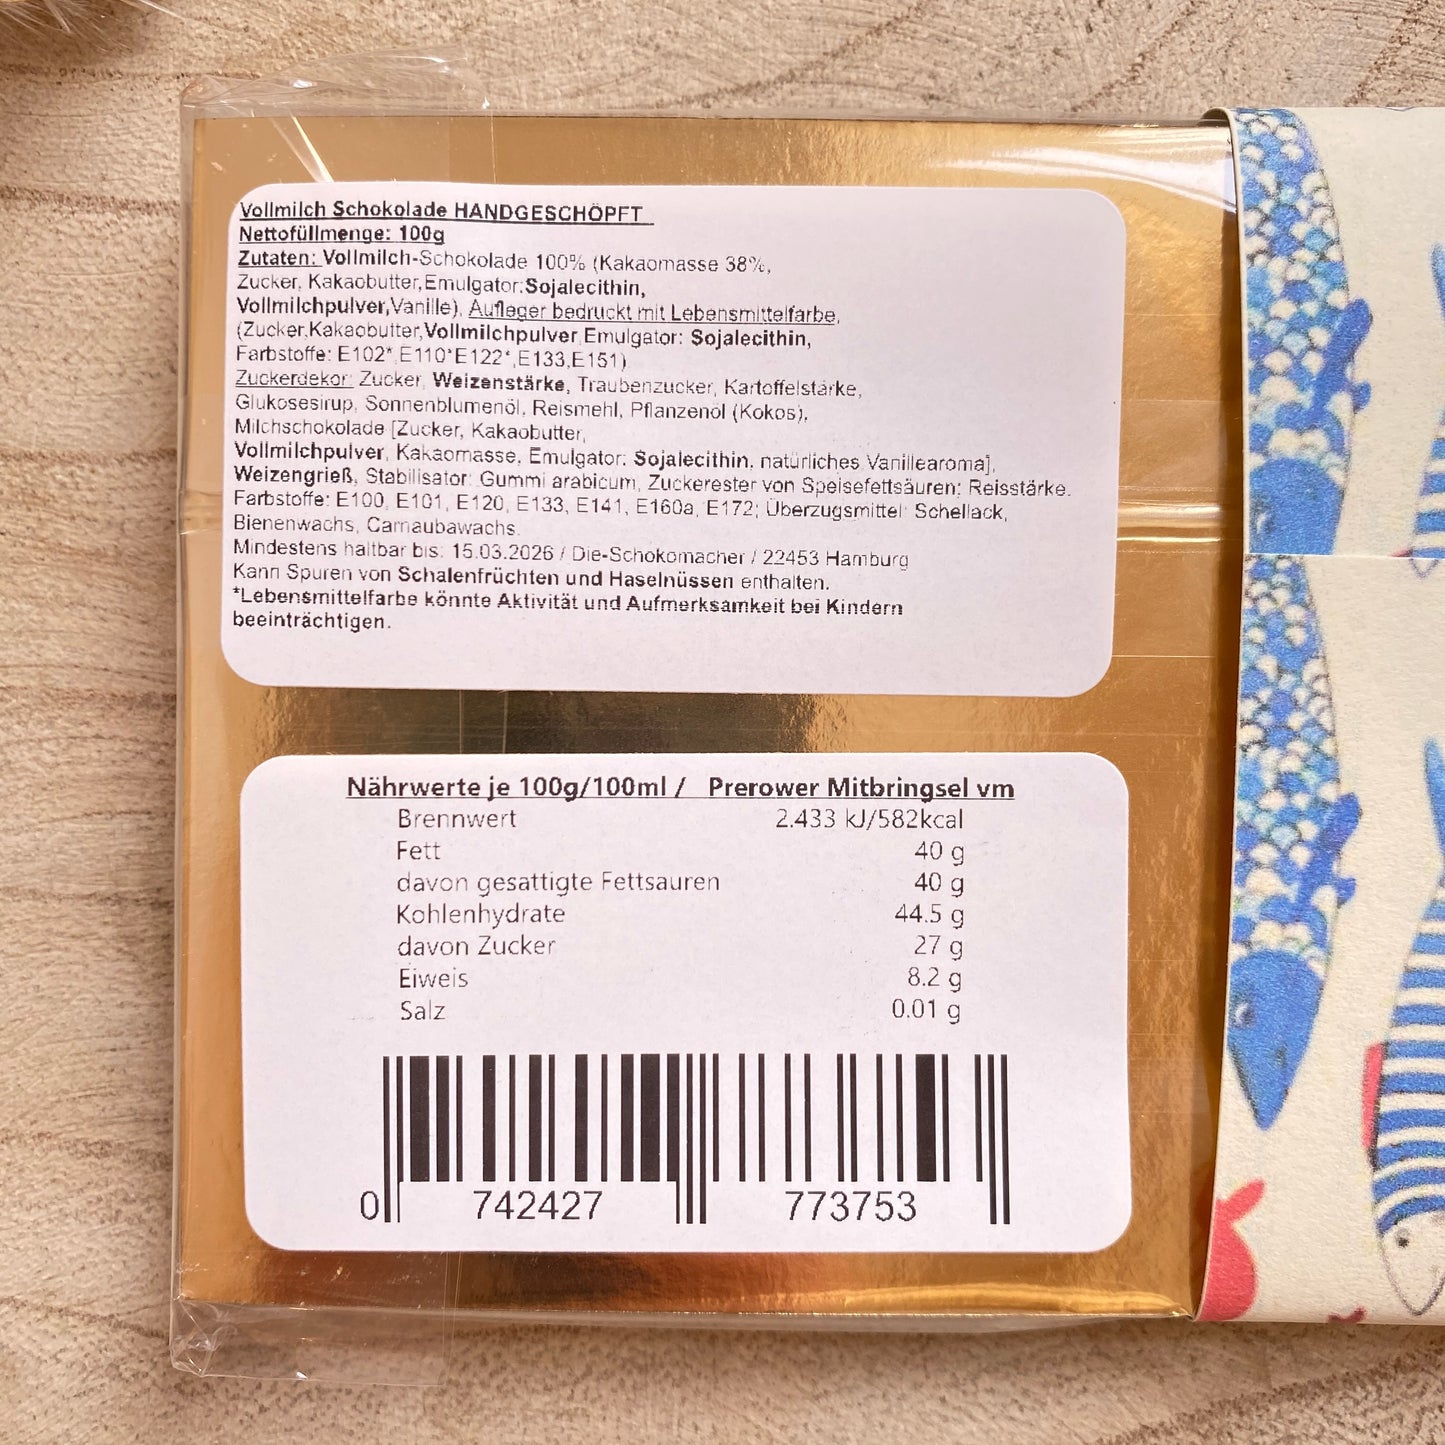 Vollmilch Schokolade HANDGESCHÖPFT
Nettofüllmenge: 100g
Zutaten: Vollmilch-Schokolade 100% (Kakaomasse 38%,
Zucker, Kakaobutter,Emulgator:Sojalecithin,
Vollmilchpulver,Vanille), Aufleger bedruckt mit Lebensmittelfarbe,
(Zucker,Kakaobutter,Vollmilchpulver,Emulgator: Sojalecithin,
Farbstoffe: E102*,E110*E122*,E133,E151)
Zuckerdekor: Zucker, Weizenstärke, Traubenzucker, Kartoffelstärke,
Glukosesirup, Sonnenblumenöl, Reismehl, Pflanzenöl (Kokos),
Milchschokolade [Zucker, Kakaobutter,
Vollmilchpulver, Kakaomasse, Emulgator: Sojalecithin, natürliches Vanillearoma],
Weizengrieß, Stabilisator: Gummi arabicum, Zuckerester von Speisefettsäuren; Reisstärke.
Farbstoffe: E100, E101, E120, E133, E141, E160a, E172; Überzugsmittel: Schellack,
Bienenwachs, Carnaubawachs.
Mindestens haltbar bis: 15.03.2026 / Die-Schokomacher / 22453 Hamburg
Kann Spuren von Schalenfrüchten und Haselnüssen enthalten.
*Lebensmittelfarbe könnte Aktivität und Aufmerksamkeit bei Kindern
beeinträchtigen.
Nährwerte je 100g/100ml / Prerower Mitbringsel vm
Brennwert 2.433 kJ/582kcal
Fett 40 g
davon gesättigte Fettsäuren 40 g
Kohlenhydrate 44.5 g
davon Zucker 27 g
Eiweis 8.2 g
Salz 0.01 g
0 742427 773753